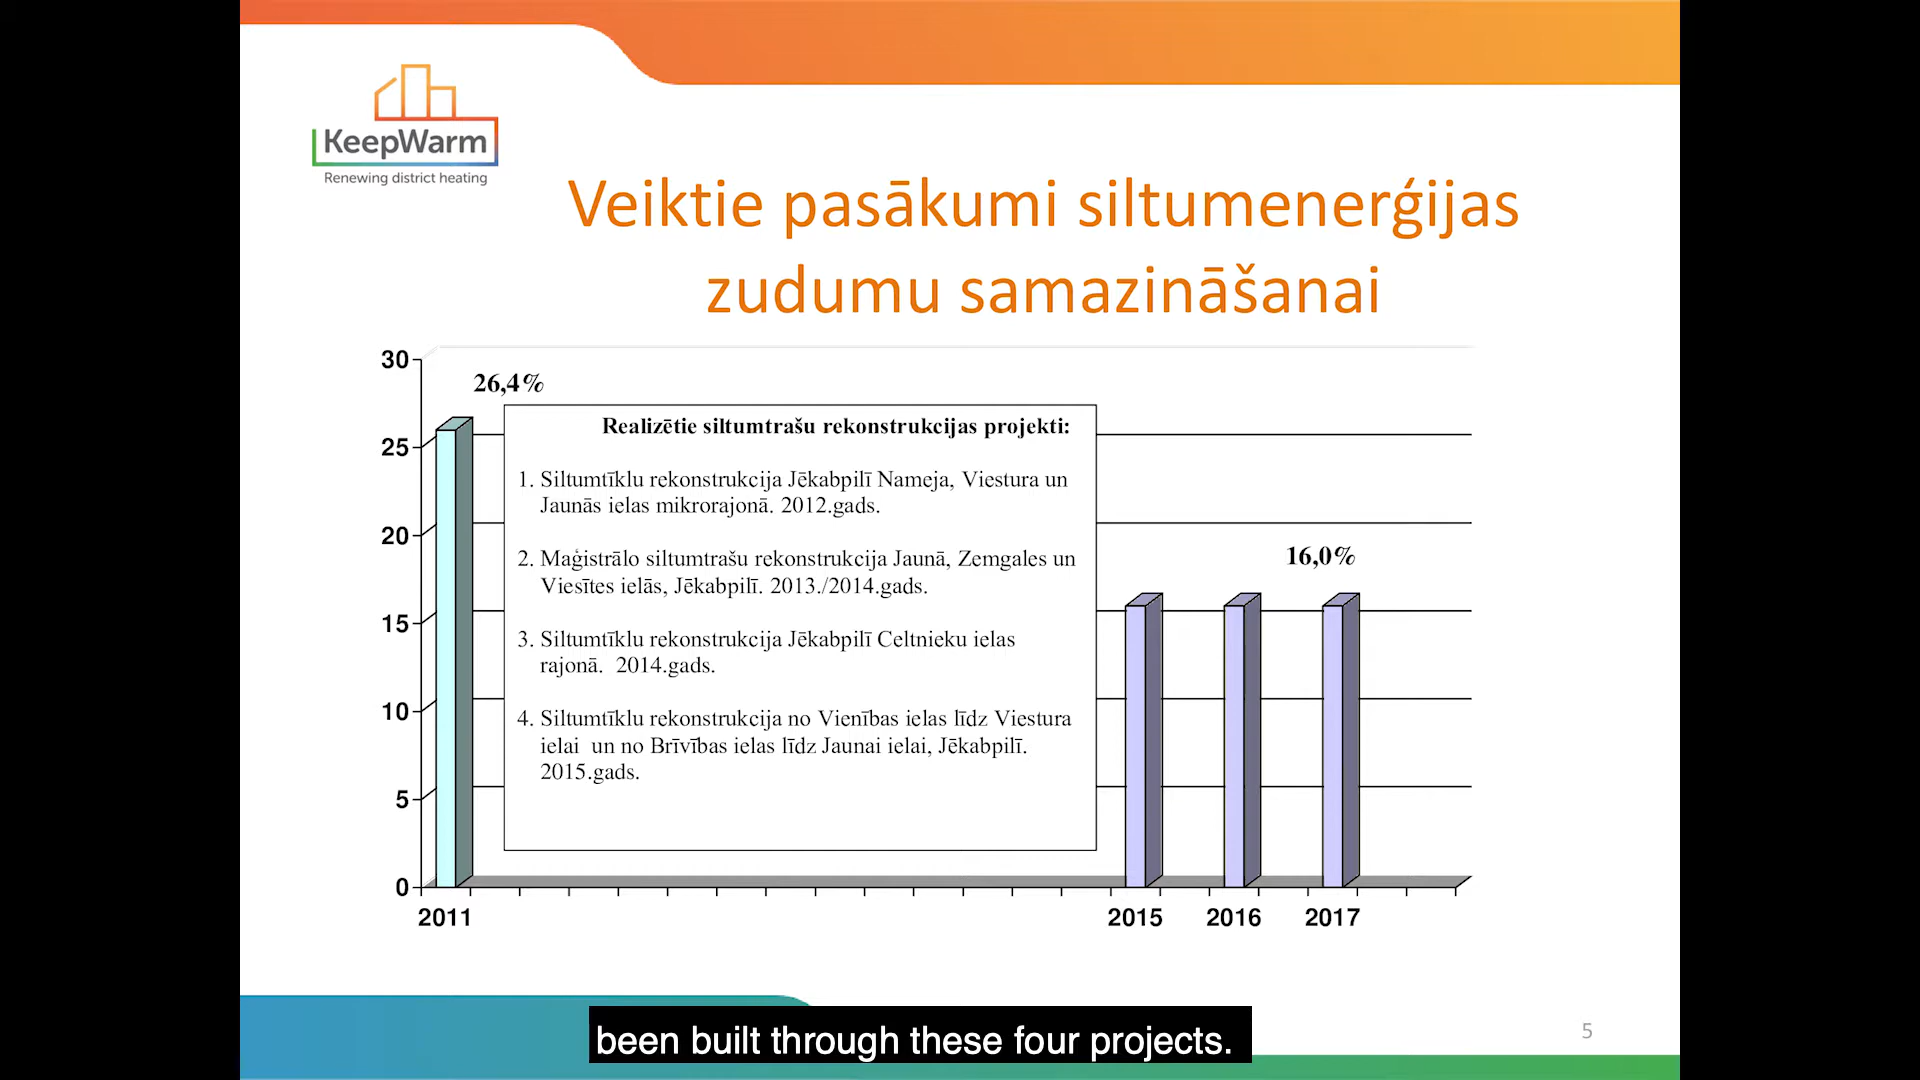 KeepWarm
Renewing district heating
Veiktie pasākumi siltumenerģijas
zudumu samazināšanai
30
25
20
15
10
5
0
26,4%
Realizētie siltumtrašu rekonstrukcijas projekti:
1. Siltumtīklu rekonstrukcija Jēkabpilī Nameja, Viestura un
Jaunās ielas mikrorajonā. 2012.gads.
2. Maģistrālo siltumtrašu rekonstrukcija Jaunā, Zemgales un
Viesītes ielās, Jēkabpilī. 2013./2014.gads.
3. Siltumtīklu rekonstrukcija Jēkabpilī Celtnieku ielas
rajonā. 2014.gads.
4. Siltumtīklu rekonstrukcija no Vienības ielas līdz Viestura
ielai un no Brīvības ielas līdz Jaunai ielai, Jēkabpilī.
2015.gads.
16,0%
2011 2015 2016 2017
been built through these four projects.
5